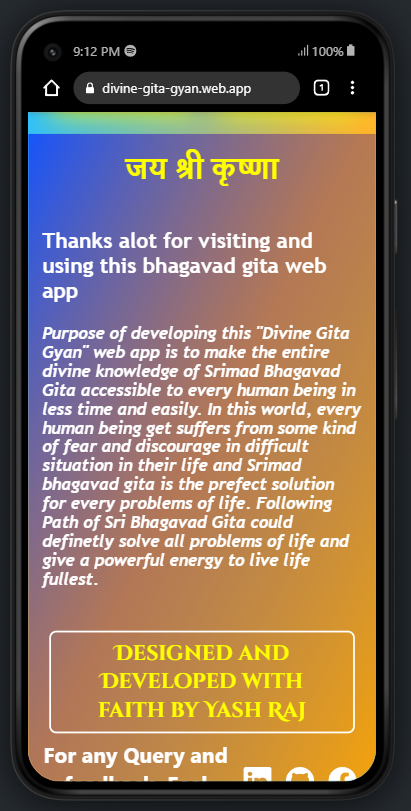 9:12 PM
100%
divine-gita-gyan.web.app
1
जय श्री कृष्णा
Thanks alot for visiting and
using this bhagavad gita web
app
Purpose of developing this "Divine Gita
Gyan" web app is to make the entire
divine knowledge of Srimad Bhagavad
Gita accessible to every human being in
less time and easily. In this world, every
human being get suffers from some kind
of fear and discourage in difficult
situation in their life and Srimad
bhagavad gita is the prefect solution
for every problems of life. Following
Path of Sri Bhagavad Gita could
definetly solve all problems of life and
give a powerful energy to live life
fullest.
Designed and
Developed with
faith by Yash Raj
For any Query and